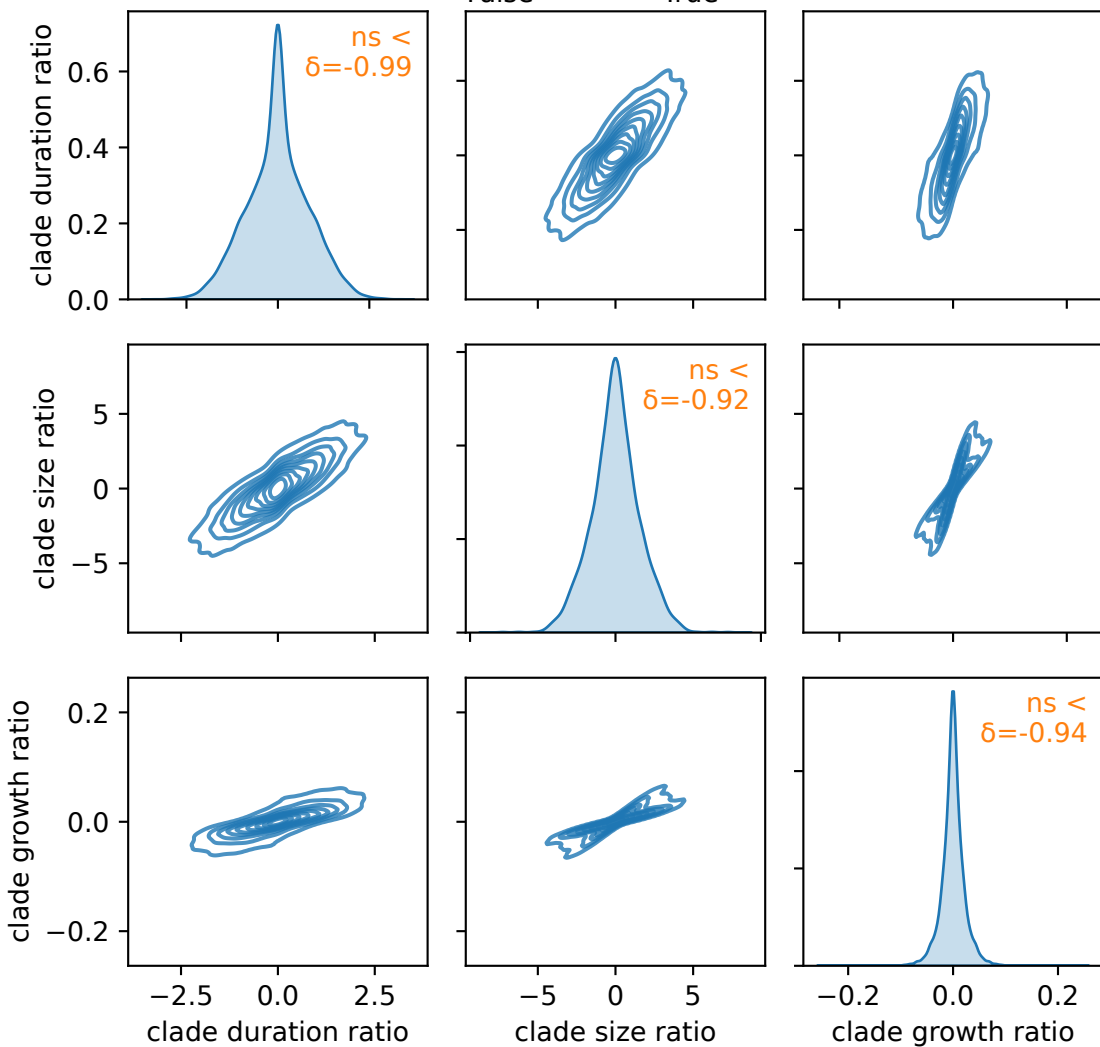 clade duration ratio
0.6
0.4
0.2
0.0
ns <
δ=-0.99
clade size ratio
5
0
−5
ns <
δ=-0.92
clade growth ratio
0.2
0.0
−0.2
ns <
δ=-0.94
−2.5 0.0 2.5
−5 0 5
−0.2 0.0 0.2
clade duration ratio
clade size ratio
clade growth ratio